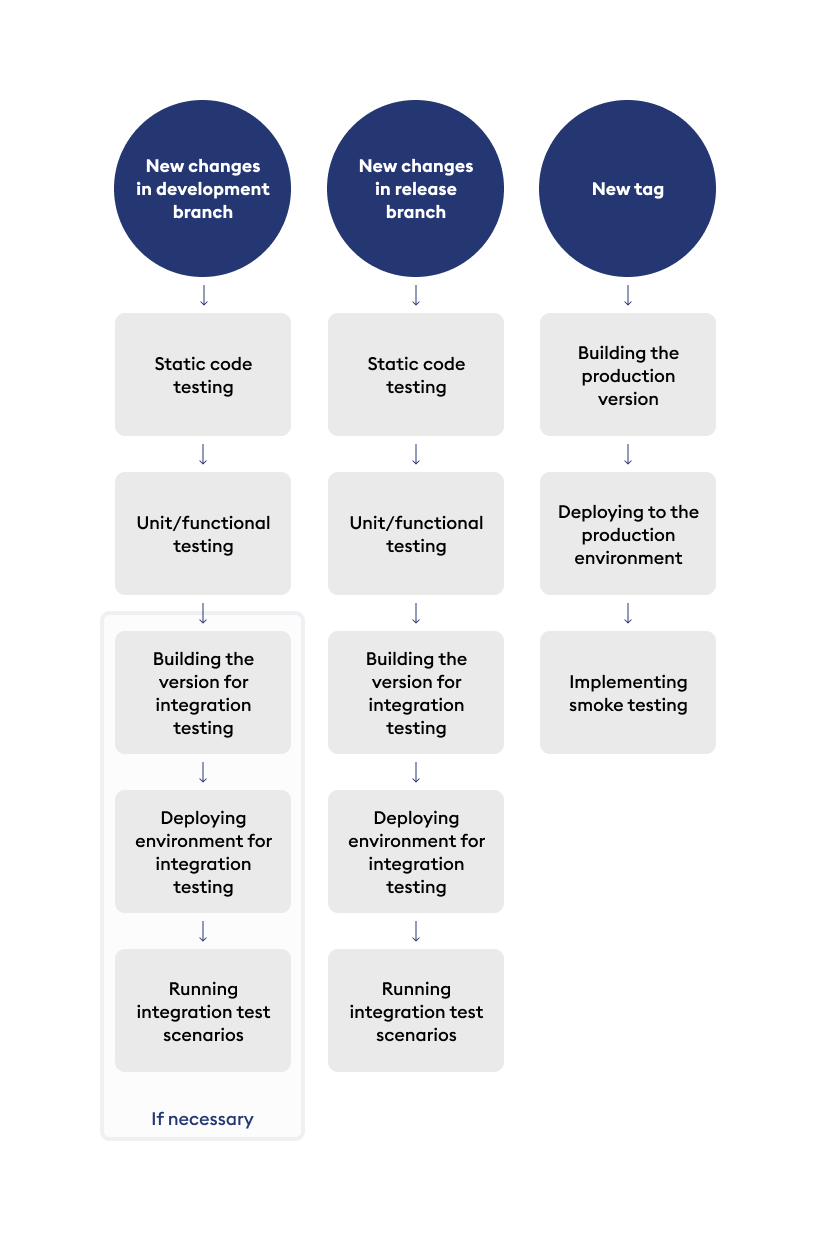 New changes
in development
branch
New changes
in release
branch
New tag
Static code
testing
Static code
testing
Building the
production
version
Unit/functional
testing
Unit/functional
testing
Deploying to the
production
environment
Building the
version for
integration
testing
Building the
version for
integration
testing
Implementing
smoke testing
Deploying
environment for
integration
testing
Deploying
environment for
integration
testing
Running
integration test
scenarios
Running
integration test
scenarios
If necessary